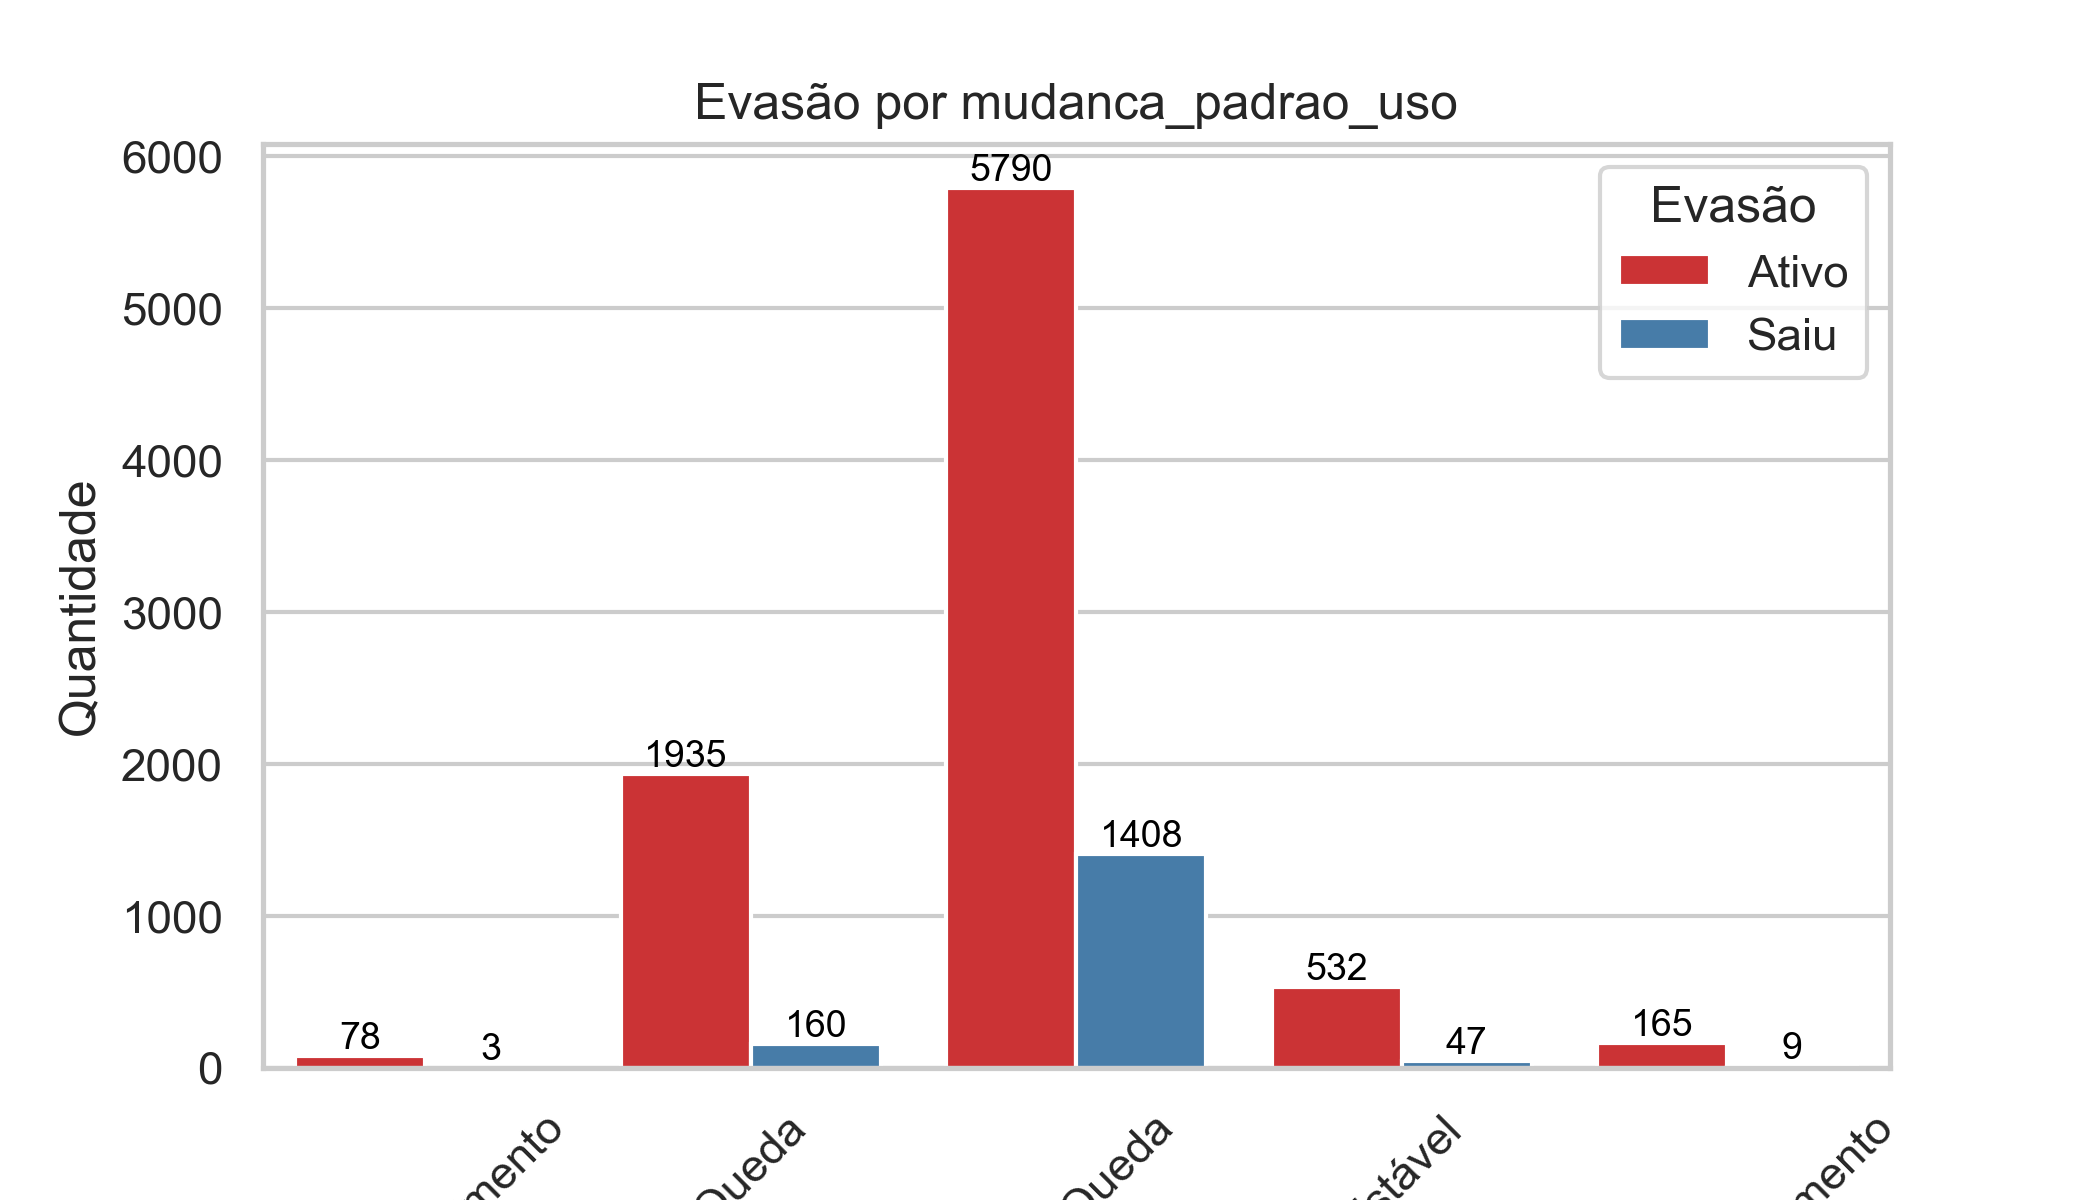 Evasão por mudanca_padrao_uso
6000
5000
4000
3000
2000
1000
0
Quantidade
Evasão
Ativo
Saiu
78
3
1935
160
5790
1408
532
47
165
9
mento
Queda
Queda
stável
mento